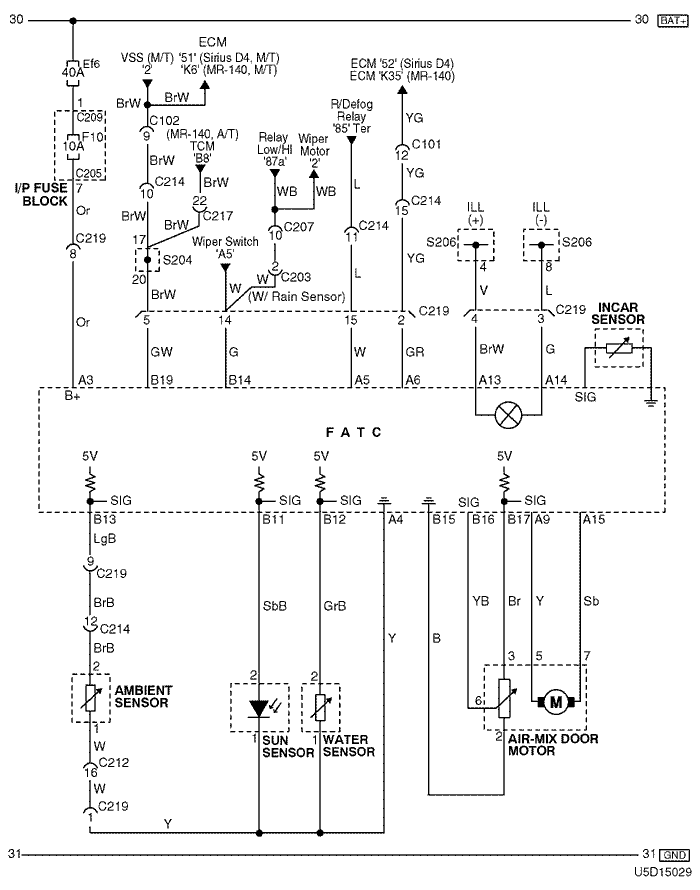 30 30 BAT+
ECM
VSS (M/T) '51' (Sirius D4, M/T)
'2' 'K6' (MR-140, M/T)
ECM '52' (Sirius D4)
ECM 'K35' (MR-140)
Ef6
40A
1
C209
F10
10A
C205
7
I/P FUSE
BLOCK
BrW BrW
C102
9
(MR-140, A/T)
TCM
'B8'
Relay
Low/HI
'87a'
Wiper
Motor
'2'
R/Defog
Relay
'85' Ter
YG
C101
12
BrW BrW WB WB L YG
10 C214
22 C217
15 C214
Or
BrW BrW
C207
10
C214
11
ILL
(+)
ILL
(-)
C219
8
17
S204
20
Wiper Switch
'A5'
2
C203
W W
(W/ Rain Sensor)
YG
S206 S206
4 8
BrW L V L
Or
5 14 15 2 C219 4 3 C219
INCAR
SENSOR
GW G W GR BrW G
A3 B19 B14 A5 A6 A13 A14 SIG
B+
F A T C
5V 5V 5V 5V
SIG SIG SIG SIG SIG
B13 B11 B12 A4 B15 B16 B17 A9 A15
LgB
9
C219
BrB SbB GrB YB Br Y Sb
12
C214
BrB Y B
2
AMBIENT
SENSOR
1
2 2
3 5 7
6
M
2
1 SUN
SENSOR
1 WATER
SENSOR
AIR-MIX DOOR
MOTOR
W
C212
16
W
C219
1
Y
31 31 GND
U5D15029